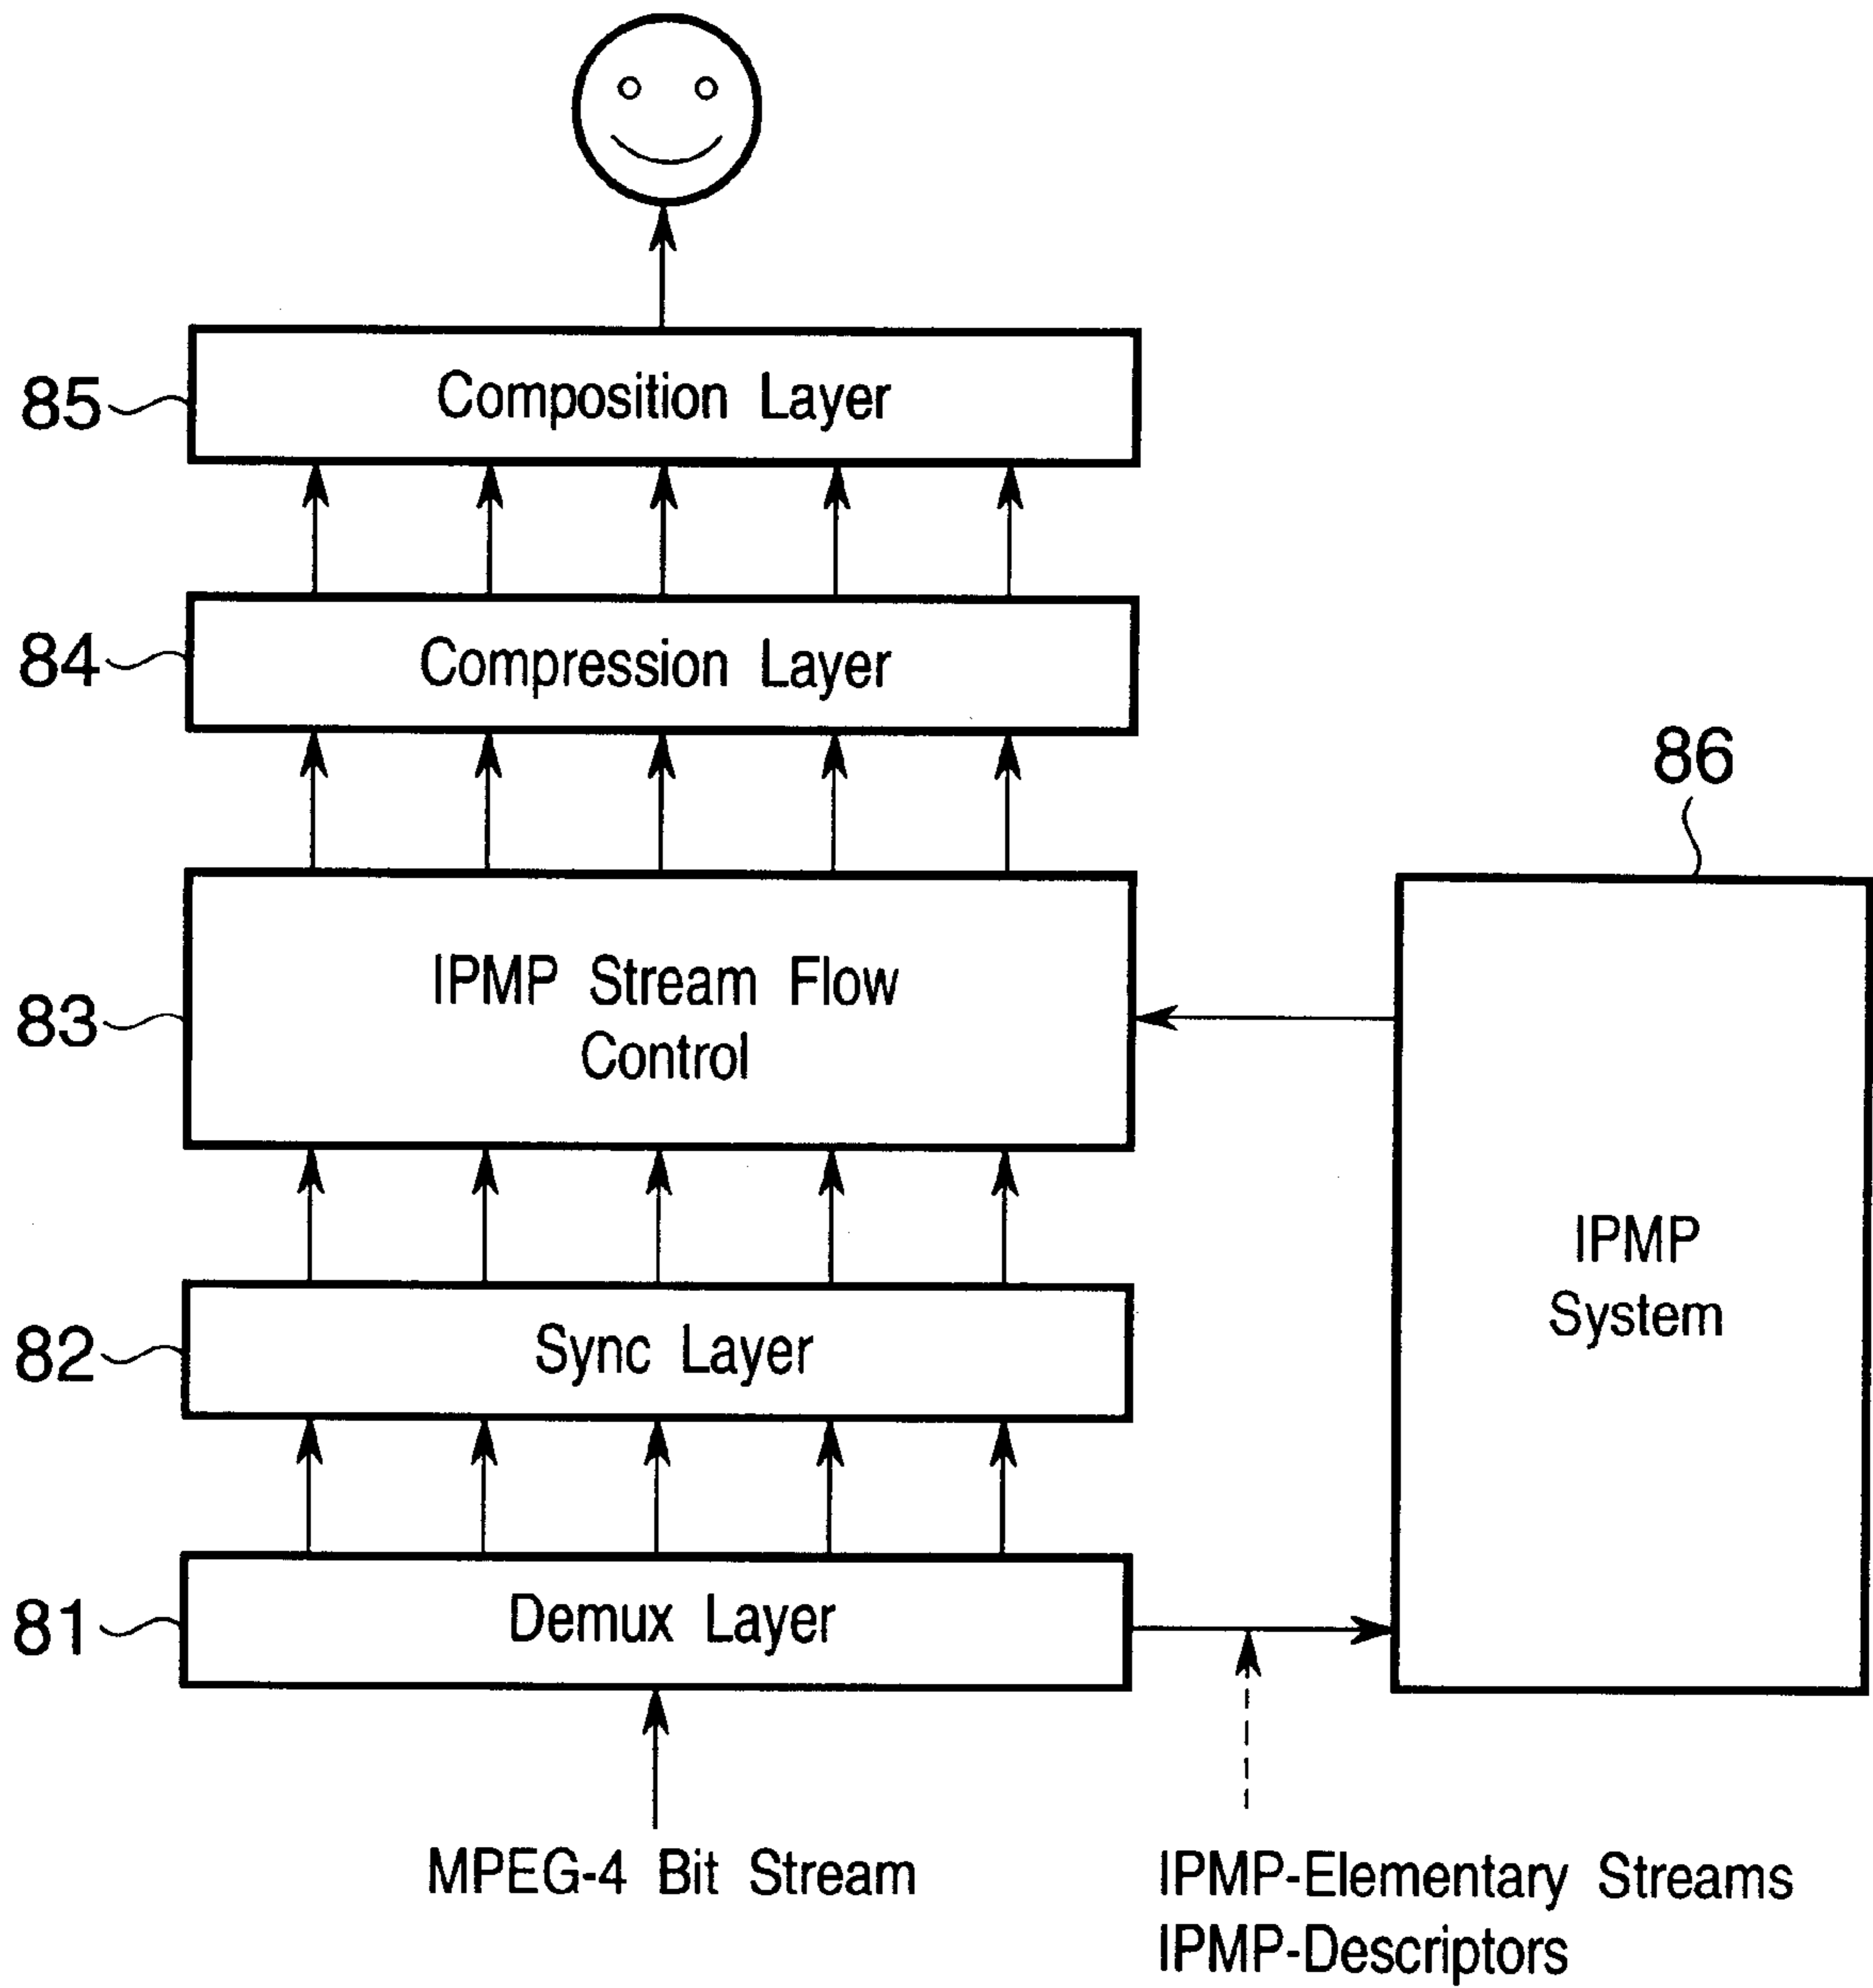 85
Composition Layer
84
Compression Layer
86
83
IPMP Stream Flow
Control
IPMP
System
82
Sync Layer
81
Demux Layer
MPEG-4 Bit Stream
IPMP-Elementary Streams
IPMP-Descriptors